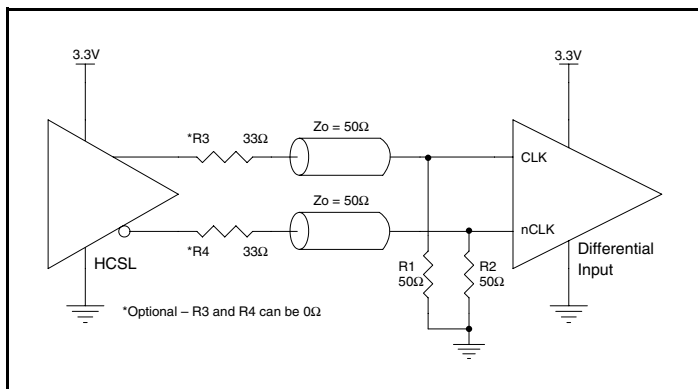 3.3V
3.3V
*R3 33Ω
Zo = 50Ω
CLK
Zo = 50Ω
nCLK
*R4 33Ω
HCSL
R1
50Ω
R2
50Ω
Differential
Input
*Optional – R3 and R4 can be 0Ω